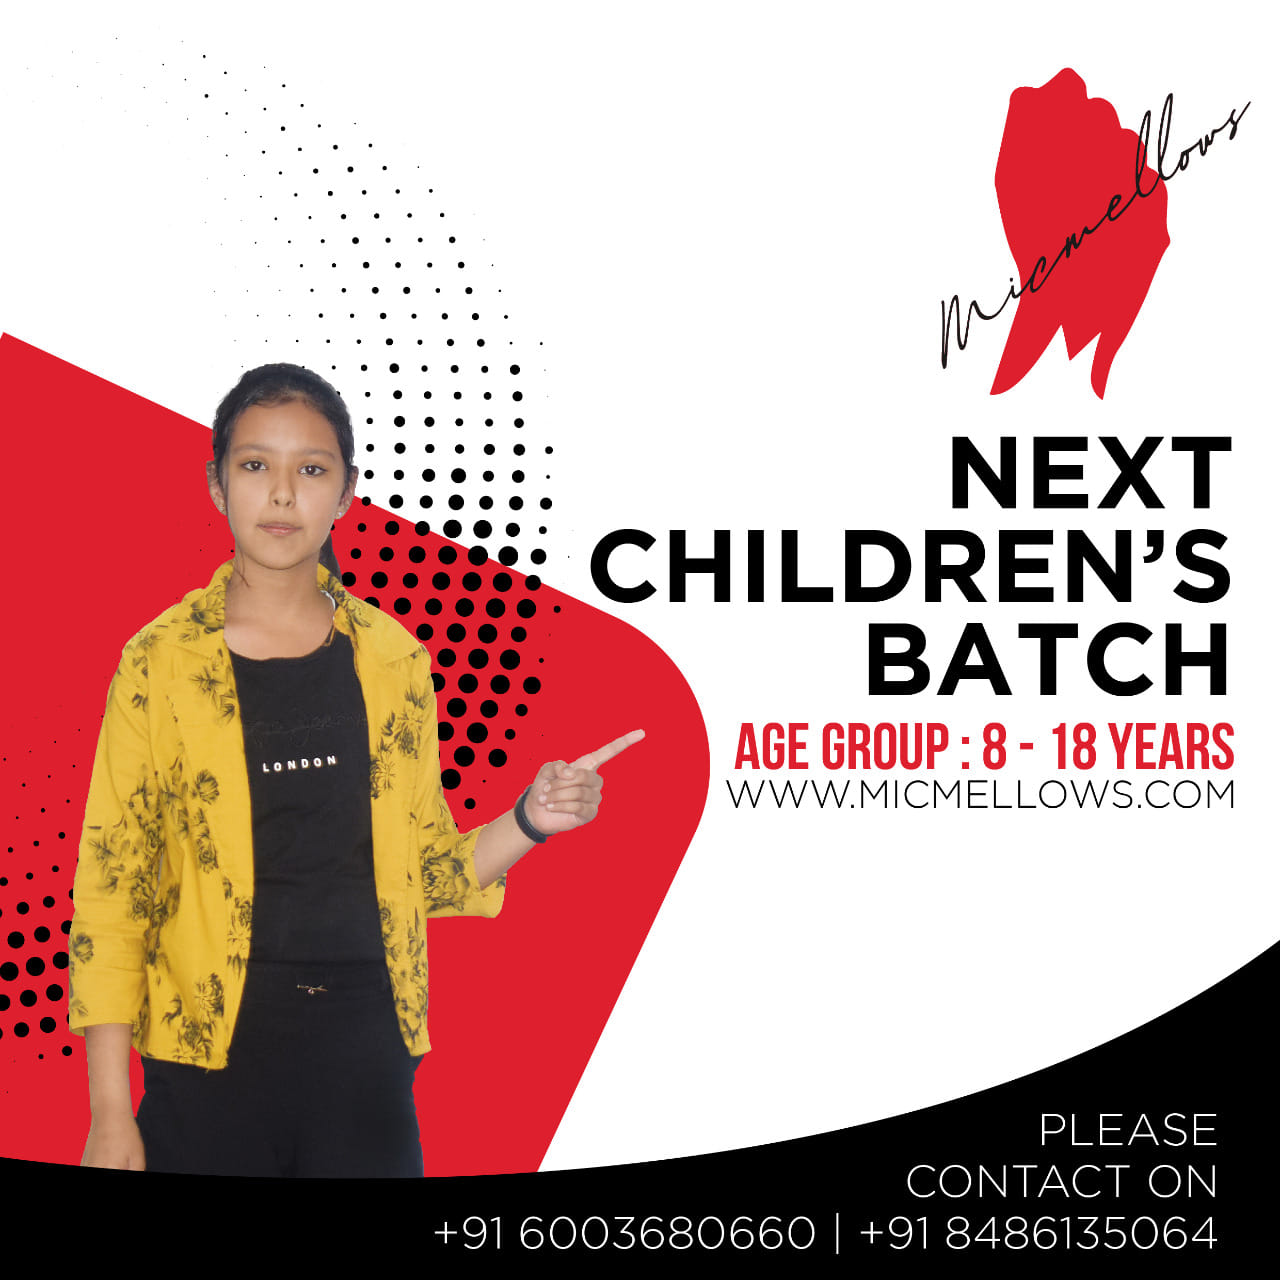 Micmellows
NEXT
CHILDREN'S
BATCH
AGE GROUP : 8 - 18 YEARS
WWW.MICMELLOWS.COM
LONDON
PLEASE
CONTACT ON
+91 6003680660 | +91 8486135064